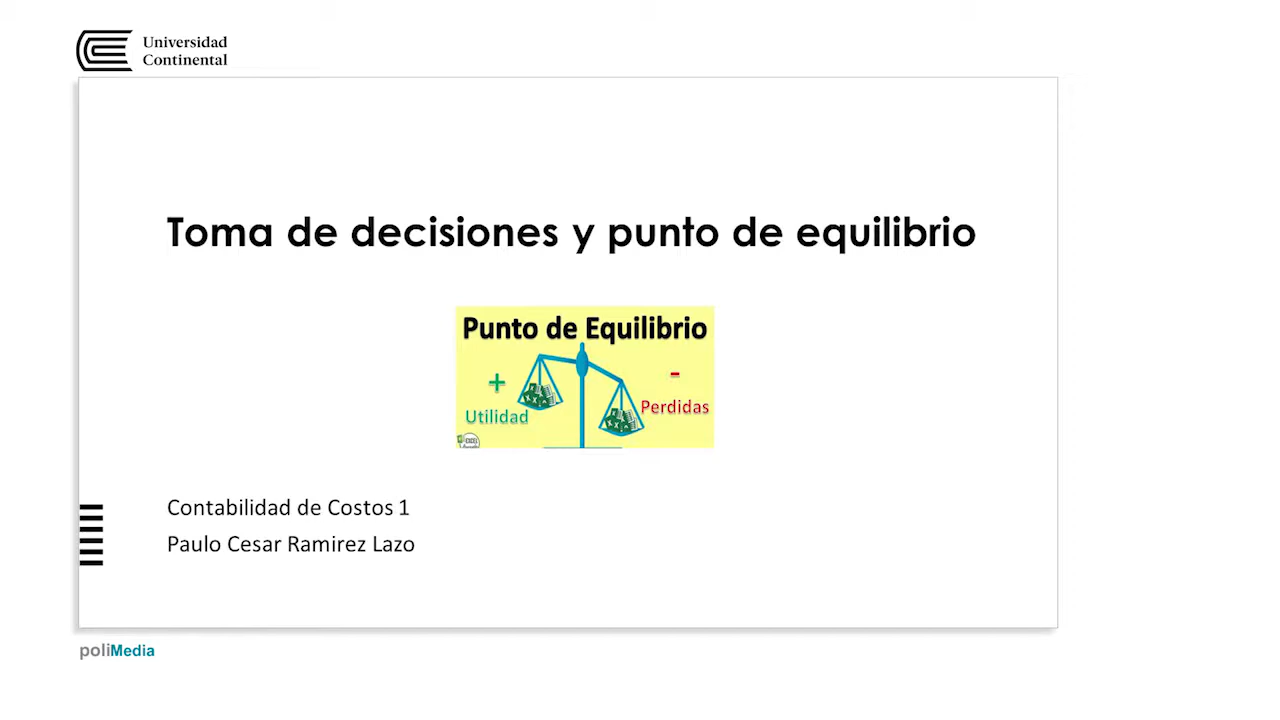 Universidad
Continental
Toma de decisiones y punto de equilibrio
Punto de Equilibrio
+
-
Utilidad
Perdidas
EXCEL
Contabilidad de Costos 1
Paulo Cesar Ramirez Lazo
poliMedia